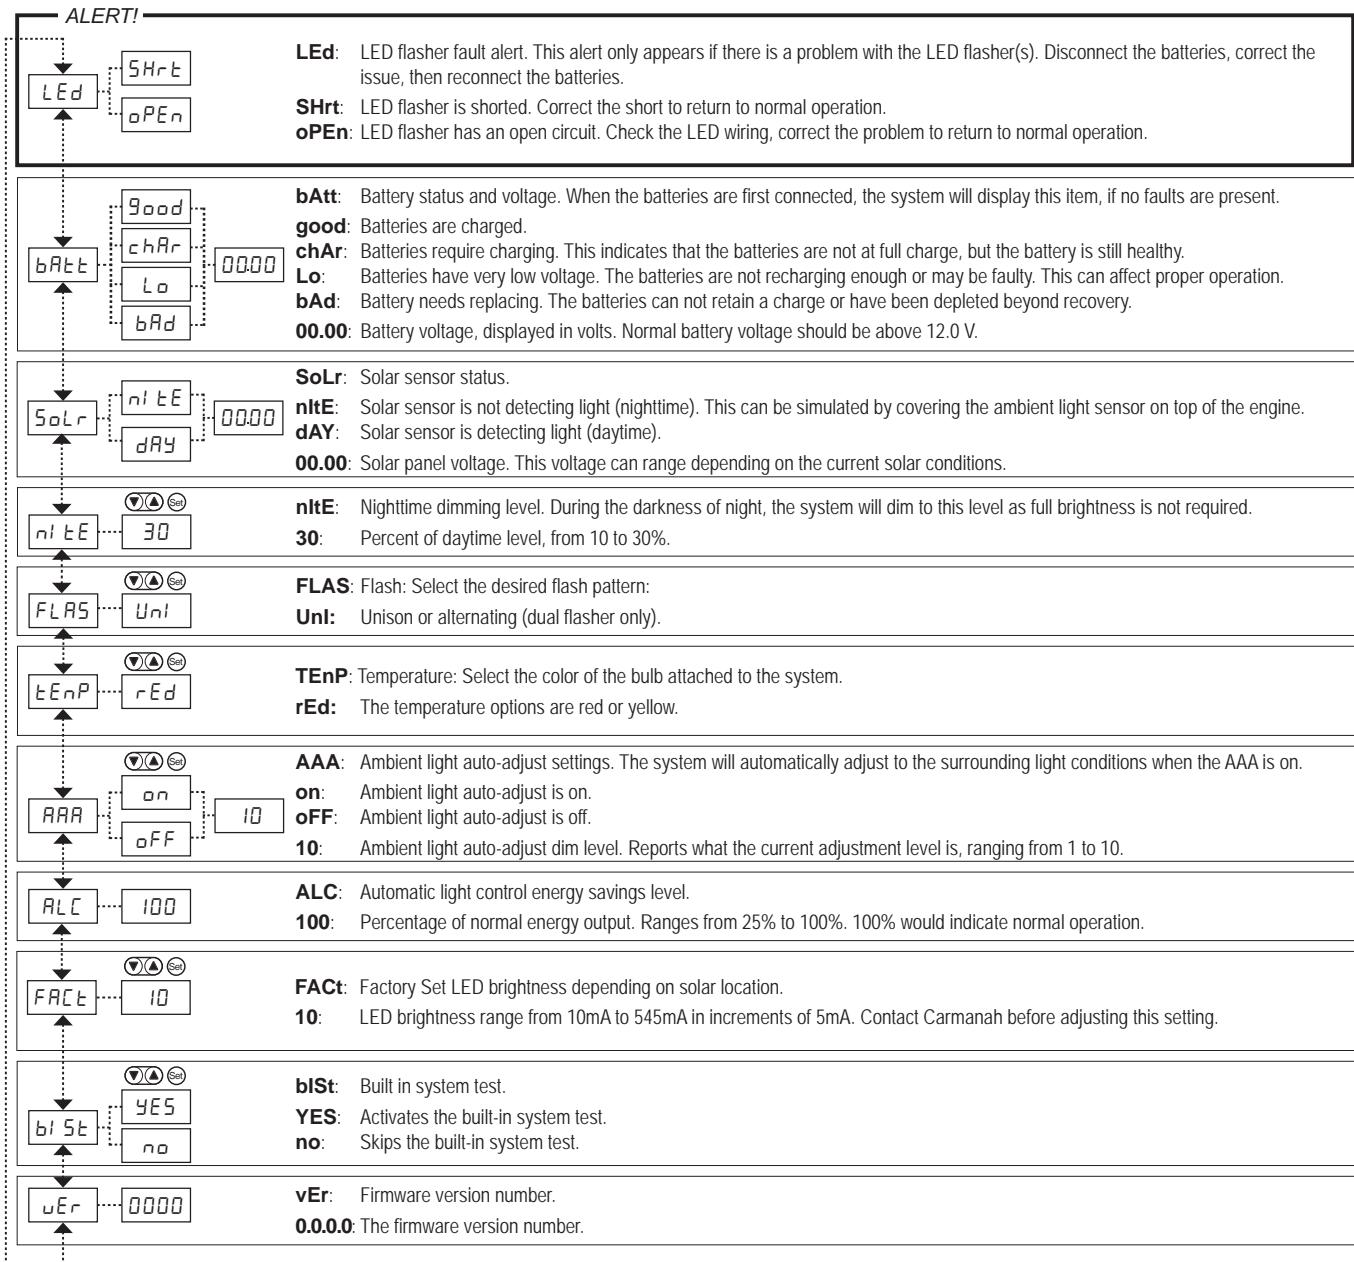 ALERT!
LEd
SHrt
oPEn
LEd: LED flasher fault alert. This alert only appears if there is a problem with the LED flasher(s). Disconnect the batteries, correct the
issue, then reconnect the batteries.
SHrt: LED flasher is shorted. Correct the short to return to normal operation.
oPEn: LED flasher has an open circuit. Check the LED wiring, correct the problem to return to normal operation.
bAtt
good
chAr
Lo
bAd
00.00
bAtt: Battery status and voltage. When the batteries are first connected, the system will display this item, if no faults are present.
good: Batteries are charged.
chAr: Batteries require charging. This indicates that the batteries are not at full charge, but the battery is still healthy.
Lo: Batteries have very low voltage. The batteries are not recharging enough or may be faulty. This can affect proper operation.
bAd: Battery needs replacing. The batteries can not retain a charge or have been depleted beyond recovery.
00.00: Battery voltage, displayed in volts. Normal battery voltage should be above 12.0 V.
SoLr
nItE
dAY
00.00
SoLr: Solar sensor status.
nItE: Solar sensor is not detecting light (nighttime). This can be simulated by covering the ambient light sensor on top of the engine.
dAY: Solar sensor is detecting light (daytime).
00.00: Solar panel voltage. This voltage can range depending on the current solar conditions.
nItE
Set
30
nItE: Nighttime dimming level. During the darkness of night, the system will dim to this level as full brightness is not required.
30: Percent of daytime level, from 10 to 30%.
FLAS
Set
UnI
FLAS: Flash: Select the desired flash pattern:
UnI: Unison or alternating (dual flasher only).
tEnP
Set
rEd
TEnP: Temperature: Select the color of the bulb attached to the system.
rEd: The temperature options are red or yellow.
AAA
Set
on
oFF
10
AAA: Ambient light auto-adjust settings. The system will automatically adjust to the surrounding light conditions when the AAA is on.
on: Ambient light auto-adjust is on.
oFF: Ambient light auto-adjust is off.
10: Ambient light auto-adjust dim level. Reports what the current adjustment level is, ranging from 1 to 10.
ALC
100
ALC: Automatic light control energy savings level.
100: Percentage of normal energy output. Ranges from 25% to 100%. 100% would indicate normal operation.
FACt
Set
10
FACt: Factory Set LED brightness depending on solar location.
10: LED brightness range from 10mA to 545mA in increments of 5mA. Contact Carmanah before adjusting this setting.
bISt
Set
YES
no
bISt: Built in system test.
YES: Activates the built-in system test.
no: Skips the built-in system test.
vEr
0000
vEr: Firmware version number.
0.0.0.0: The firmware version number.